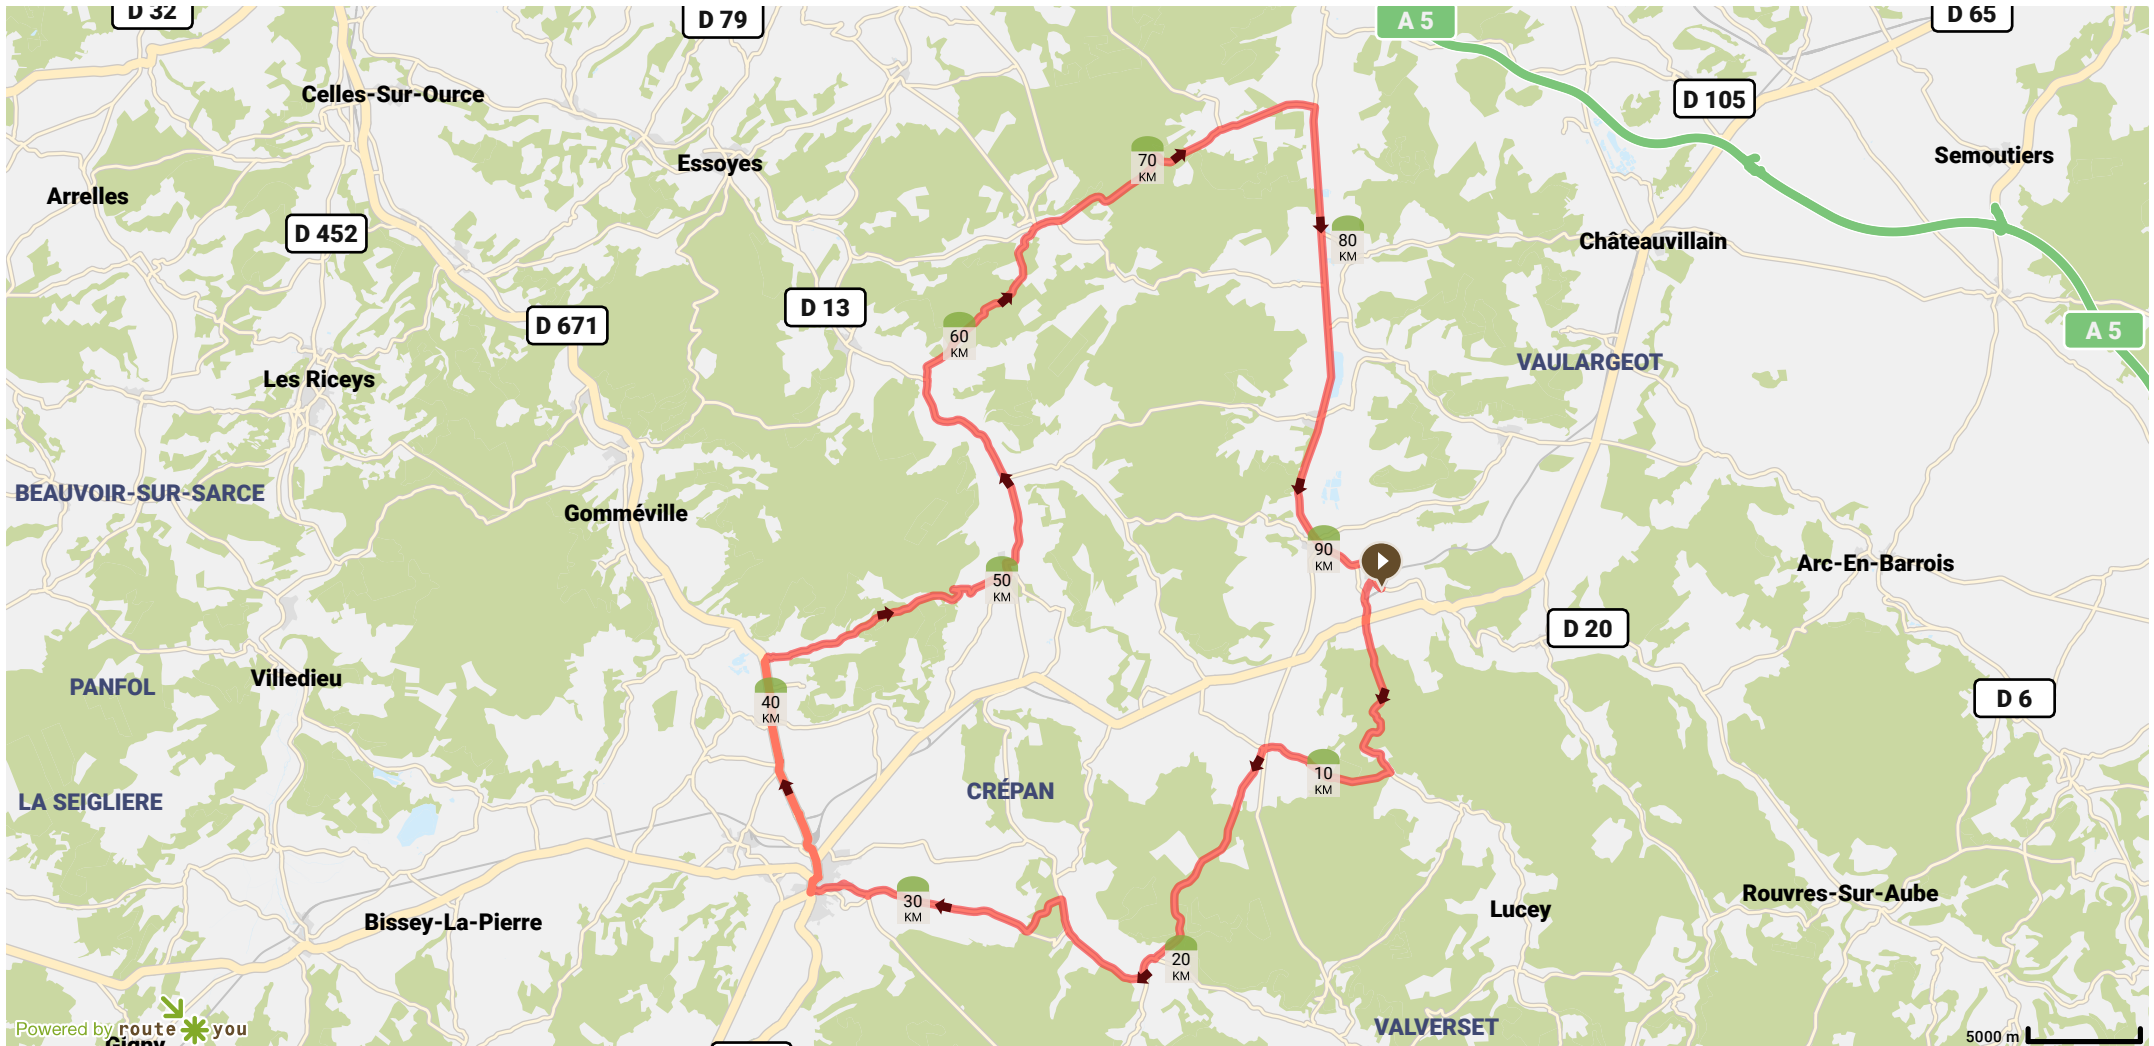 D 32
D 79
A 5
D 65
Celles-Sur-Ource
D 105
Essoyes
70
KM
Semoutiers
Arrelles
D 452
80
KM
Châteauvillain
D 13
D 671
60
KM
A 5
VAULARGEOT
Les Riceys
BEAUVOIR-SUR-SARCE
Gomméville
90
KM
Arc-En-Barrois
50
KM
D 20
Villedieu
PANFOL
40
KM
D 6
10
KM
CRÉPAN
LA SEIGLIERE
30
KM
Rouvres-Sur-Aube
Bissey-La-Pierre
Lucey
20
KM
Powered by route you
VALVERSET
5000 m
Gigny